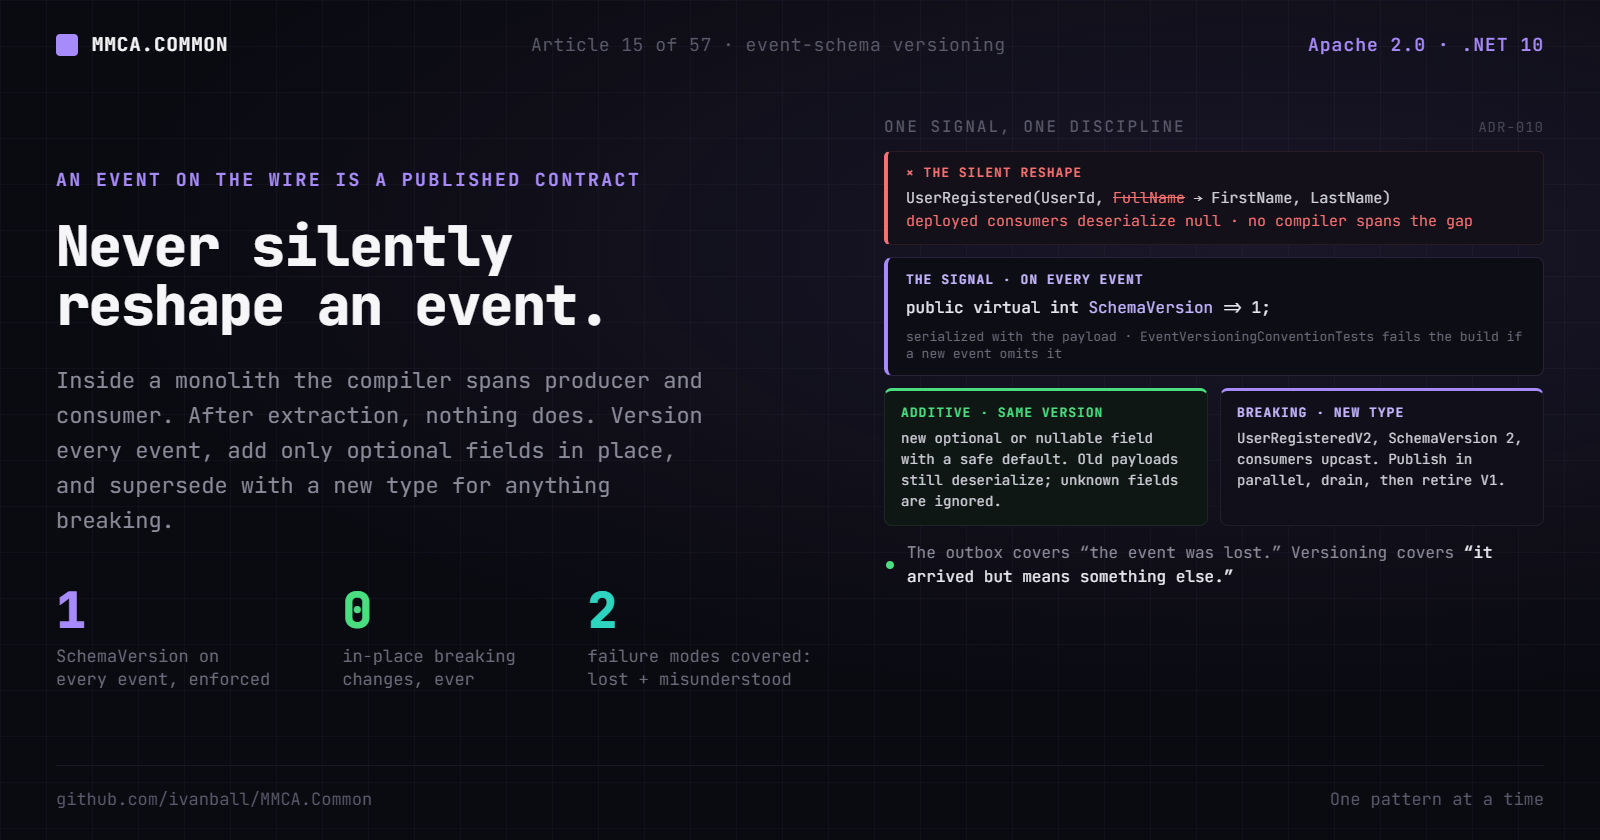 MMCA.COMMON
Article 15 of 57 · event-schema versioning
Apache 2.0 · .NET 10
AN EVENT ON THE WIRE IS A PUBLISHED CONTRACT
Never silently
reshape an event.
Inside a monolith the compiler spans producer and
consumer. After extraction, nothing does. Version
every event, add only optional fields in place,
and supersede with a new type for anything
breaking.
1
SchemaVersion on
every event, enforced
0
in-place breaking
changes, ever
2
failure modes covered:
lost + misunderstood
ONE SIGNAL, ONE DISCIPLINE
ADR-010
× THE SILENT RESHAPE
UserRegistered(UserId, FullName → FirstName, LastName)
deployed consumers deserialize null · no compiler spans the gap
THE SIGNAL · ON EVERY EVENT
public virtual int SchemaVersion => 1;
serialized with the payload · EventVersioningConventionTests fails the build if
a new event omits it
ADDITIVE · SAME VERSION
new optional or nullable field
with a safe default. Old payloads
still deserialize; unknown fields
are ignored.
BREAKING · NEW TYPE
UserRegisteredV2, SchemaVersion 2,
consumers upcast. Publish in
parallel, drain, then retire V1.
The outbox covers “the event was lost.” Versioning covers “it
arrived but means something else.”
github.com/ivanball/MMCA.Common
One pattern at a time